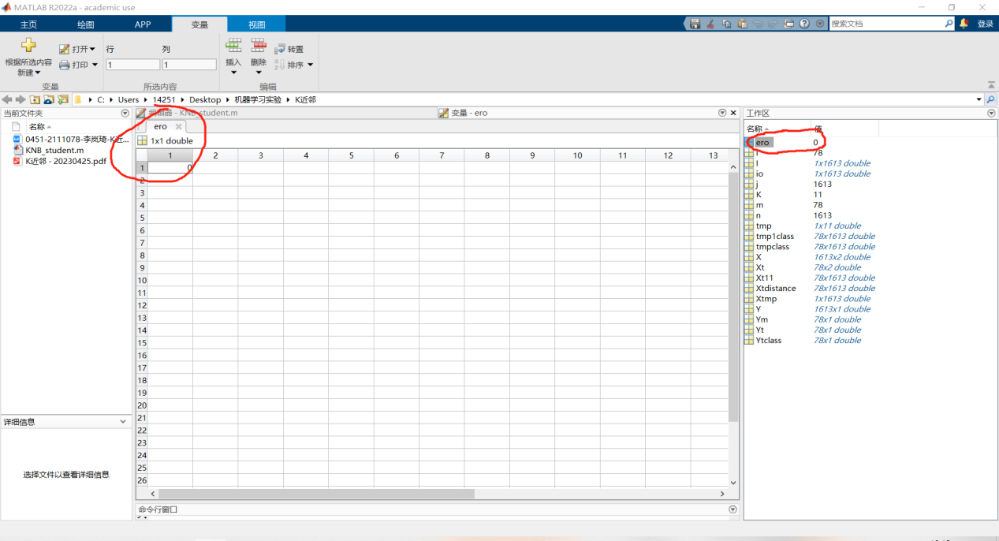 MATLAB R2022a - academic use
主页 绘图 APP 变量 视图 搜索文档 登录
根据所选内容
新建
打开
打印
行 列
1 1
插入 删除
转置
排序
变量 所选内容 编辑
C: Users 14251 Desktop 机器学习实验 K近邻
当前文件夹
名称
0451-2111078-李岚琦-K近...
KNB_student.m
K近邻 - 20230425.pdf
详细信息
选择文件以查看详细信息
编辑器 - KNB_student.m 变量 - ero
ero
1x1 double
1 2 3 4 5 6 7 8 9 10 11 12 13
1 0
2
3
4
5
6
7
8
9
10
11
12
13
14
15
16
17
18
19
20
21
22
23
24
25
26
命令行窗口
工作区
名称 值
ero 0
i 78
I 1x1613 double
io 1x1613 double
j 1613
K 11
m 78
n 1613
tmp 1x11 double
tmp1class 78x1613 double
tmpclass 78x1613 double
X 1613x2 double
Xt 78x2 double
Xt11 78x1613 double
Xtdistance 78x1613 double
Xtmp 1x1613 double
Y 1613x1 double
Ym 78x1 double
Yt 78x1 double
Ytclass 78x1 double